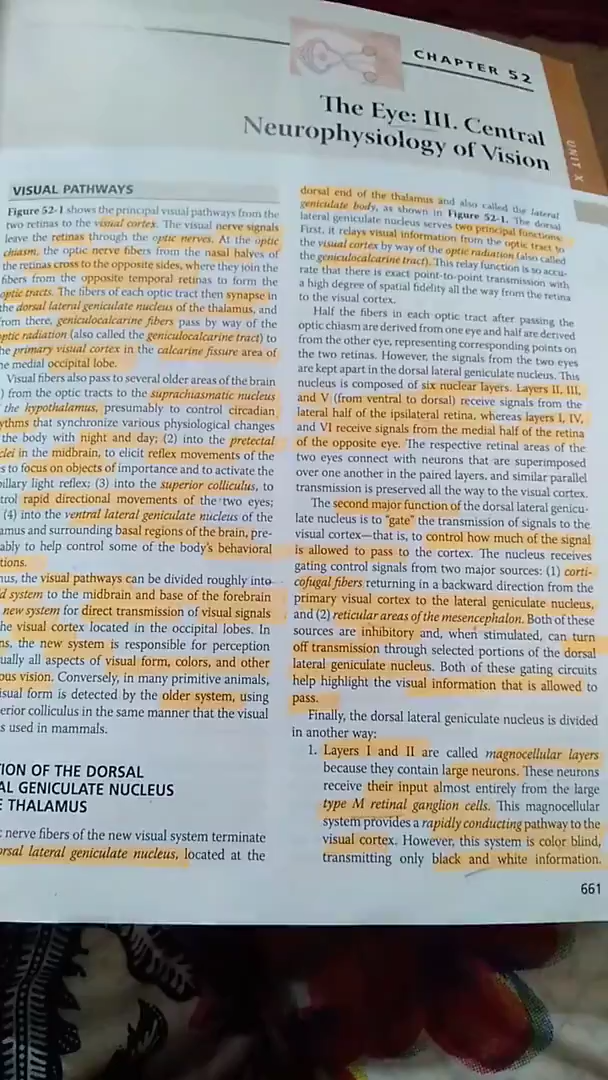 CHAPTER 52
The Eye: III. Central
Neurophysiology of Vision
UNIT X
VISUAL PATHWAYS
Figure 52-1 shows the principal visual pathways from the
two retinas to the visual cortex. The visual nerve signals
leave the retinas through the optic nerves. At the optic
chiasm, the optic nerve fibers from the nasal halves of
the retinas cross to the opposite sides, where they join the
fibers from the opposite temporal retinas to form the
optic tracts. The fibers of each optic tract then synapse in
the dorsal lateral geniculate nucleus of the thalamus, and
from there, geniculocalcarine fibers pass by way of the
optic radiation (also called the geniculocalcarine tract) to
he primary visual cortex in the calcarine fissure area of
he medial occipital lobe.
Visual fibers also pass to several older areas of the brain
) from the optic tracts to the suprachiasmatic nucleus
the hypothalamus, presumably to control circadian
ythms that synchronize various physiological changes
the body with night and day; (2) into the pretectal
clei in the midbrain, to elicit reflex movements of the
s to focus on objects of importance and to activate the
pillary light reflex; (3) into the superior colliculus, to
trol rapid directional movements of the two eyes;
(4) into the ventral lateral geniculate nucleus of the
amus and surrounding basal regions of the brain, pre-
ably to help control some of the body's behavioral
tions.
us, the visual pathways can be divided roughly into
d system to the midbrain and base of the forebrain
new system for direct transmission of visual signals
he visual cortex located in the occipital lobes. In
ns, the new system is responsible for perception
ually all aspects of visual form, colors, and other
ous vision. Conversely, in many primitive animals,
isual form is detected by the older system, using
erior colliculus in the same manner that the visual
s used in mammals.
ION OF THE DORSAL
AL GENICULATE NUCLEUS
E THALAMUS
nerve fibers of the new visual system terminate
orsal lateral geniculate nucleus, located at the
dorsal end of the thalamus and also called the lateral
geniculate body, as shown in Figure 52-1. The dorsal
lateral geniculate nucleus serves two principal functions:
First, it relays visual information from the optic tract to
the visual cortex by way of the optic radiation (also called
the geniculocalcarine tract). This relay function is so accu-
rate that there is exact point-to-point transmission with
a high degree of spatial fidelity all the way from the retina
to the visual cortex.
Half the fibers in each optic tract after passing the
optic chiasm are derived from one eye and half are derived
from the other eye, representing corresponding points on
the two retinas. However, the signals from the two eyes
are kept apart in the dorsal lateral geniculate nucleus. This
nucleus is composed of six nuclear layers. Layers II, III,
and V (from ventral to dorsal) receive signals from the
lateral half of the ipsilateral retina, whereas layers I, IV,
and VI receive signals from the medial half of the retina
of the opposite eye. The respective retinal areas of the
two eyes connect with neurons that are superimposed
over one another in the paired layers, and similar parallel
transmission is preserved all the way to the visual cortex.
The second major function of the dorsal lateral genicu-
late nucleus is to "gate" the transmission of signals to the
visual cortex—that is, to control how much of the signal
is allowed to pass to the cortex. The nucleus receives
gating control signals from two major sources: (1) corti-
cofugal fibers returning in a backward direction from the
primary visual cortex to the lateral geniculate nucleus,
and (2) reticular areas of the mesencephalon. Both of these
sources are inhibitory and, when stimulated, can turn
off transmission through selected portions of the dorsal
lateral geniculate nucleus. Both of these gating circuits
help highlight the visual information that is allowed to
pass.
Finally, the dorsal lateral geniculate nucleus is divided
in another way:
1. Layers I and II are called magnocellular layers
because they contain large neurons. These neurons
receive their input almost entirely from the large
type M retinal ganglion cells. This magnocellular
system provides a rapidly conducting pathway to the
visual cortex. However, this system is color blind,
transmitting only black and white information.
661